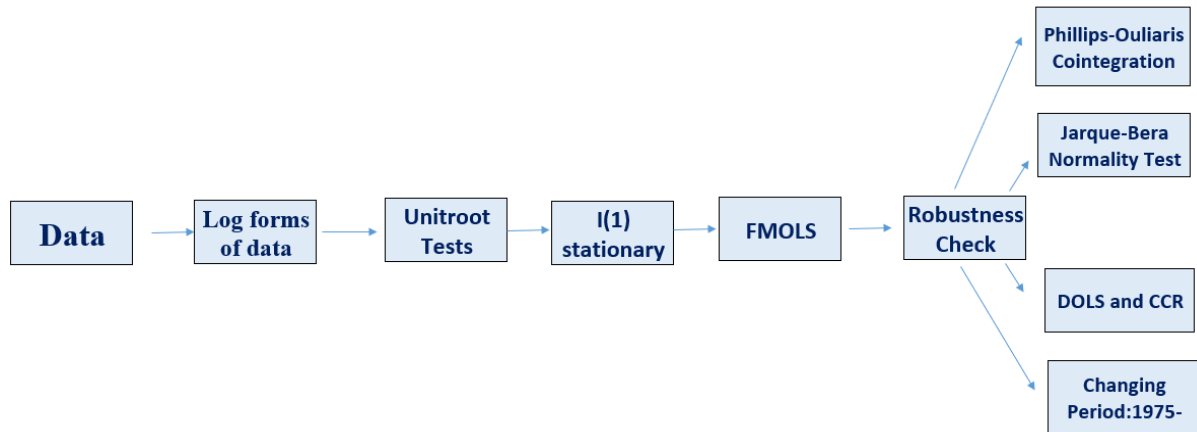 Data
Log forms
of data
Unitroot
Tests
I(1)
stationary
FMOLS
Robustness
Check
Phillips-Ouliaris
Cointegration
Jarque-Bera
Normality Test
DOLS and CCR
Changing
Period:1975-